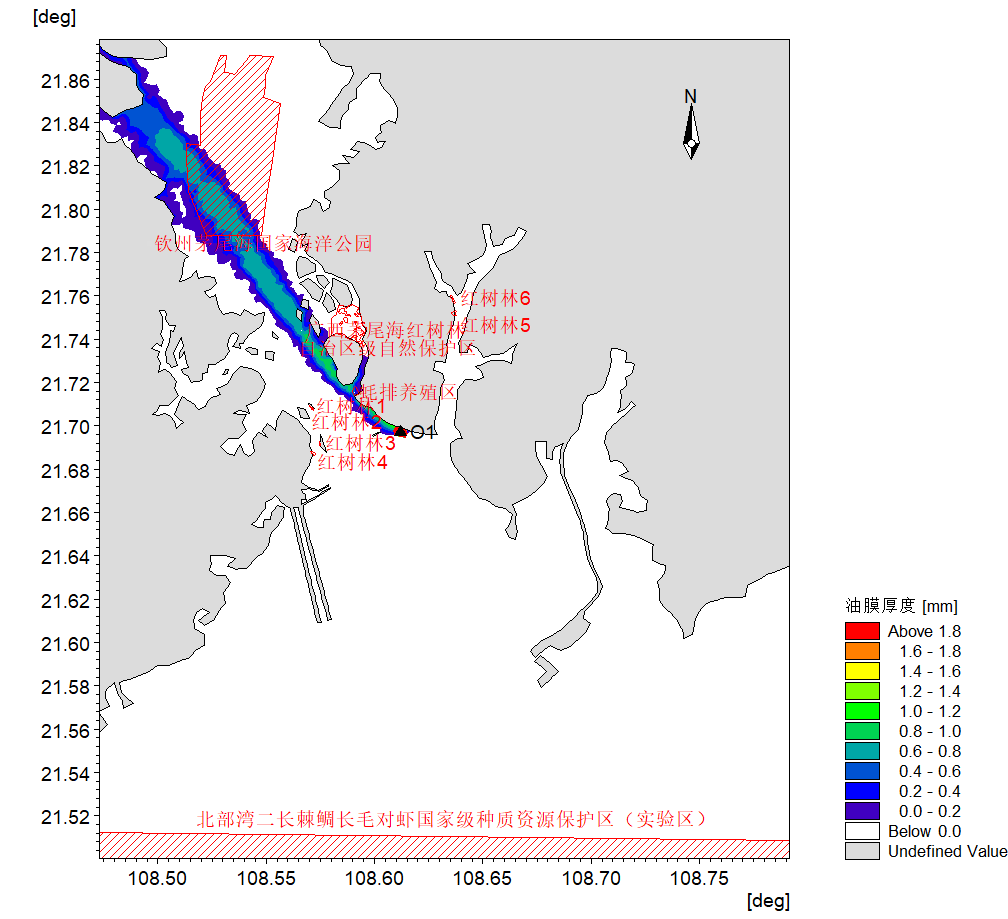 [deg]
21.86
21.84
21.82
21.80
21.78
21.76
21.74
21.72
21.70
21.68
21.66
21.64
21.62
21.60
21.58
21.56
21.54
21.52
N
钦州茅尾海国家海洋公园
红树林6
红树林5
西茅尾海红树林
自治区级自然保护区
蚝排养殖区
红树林1
红树林2
O1
红树林3
红树林4
北部湾二长棘鲷长毛对虾国家级种质资源保护区（实验区）
108.50
108.55
108.60
108.65
108.70
108.75
[deg]
油膜厚度 [mm]
Above 1.8
1.6 - 1.8
1.4 - 1.6
1.2 - 1.4
1.0 - 1.2
0.8 - 1.0
0.6 - 0.8
0.4 - 0.6
0.2 - 0.4
0.0 - 0.2
Below 0.0
Undefined Value